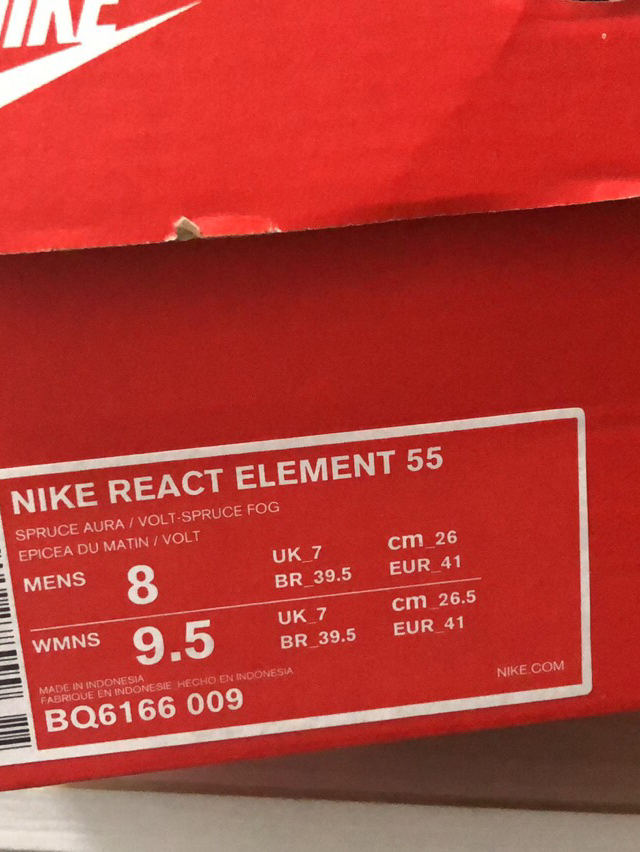 NIKE
NIKE REACT ELEMENT 55
SPRUCE AURA / VOLT-SPRUCE FOG
EPICEA DU MATIN / VOLT
MENS 8 UK_7 cm_26
BR_39.5 EUR_41
WMNS 9.5 UK_7 cm_26.5
BR_39.5 EUR_41
MADE IN INDONESIA
FABRIQUE EN INDONESIE HECHO EN INDONESIA
BQ6166 009
NIKE.COM